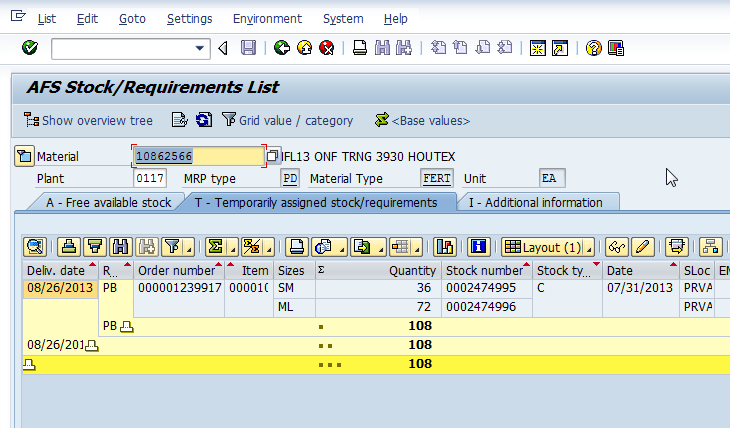 List Edit Goto Settings Environment System Help
AFS Stock/Requirements List
Show overview tree Grid value / category <Base values>
Material 10862566 IFL13 ONF TRNG 3930 HOUTEX
Plant 0117 MRP type PD Material Type FERT Unit EA
A - Free available stock T - Temporarily assigned stock/requirements I - Additional information
Layout (1)
Deliv. date R... Order number Item Sizes Σ Quantity Stock number Stock ty... Date SLoc EM
08/26/2013 PB 000001239917 000010 SM 36 0002474995 C 07/31/2013 PRVA
ML 72 0002474996 PRVA
PB 108
08/26/201 108
108